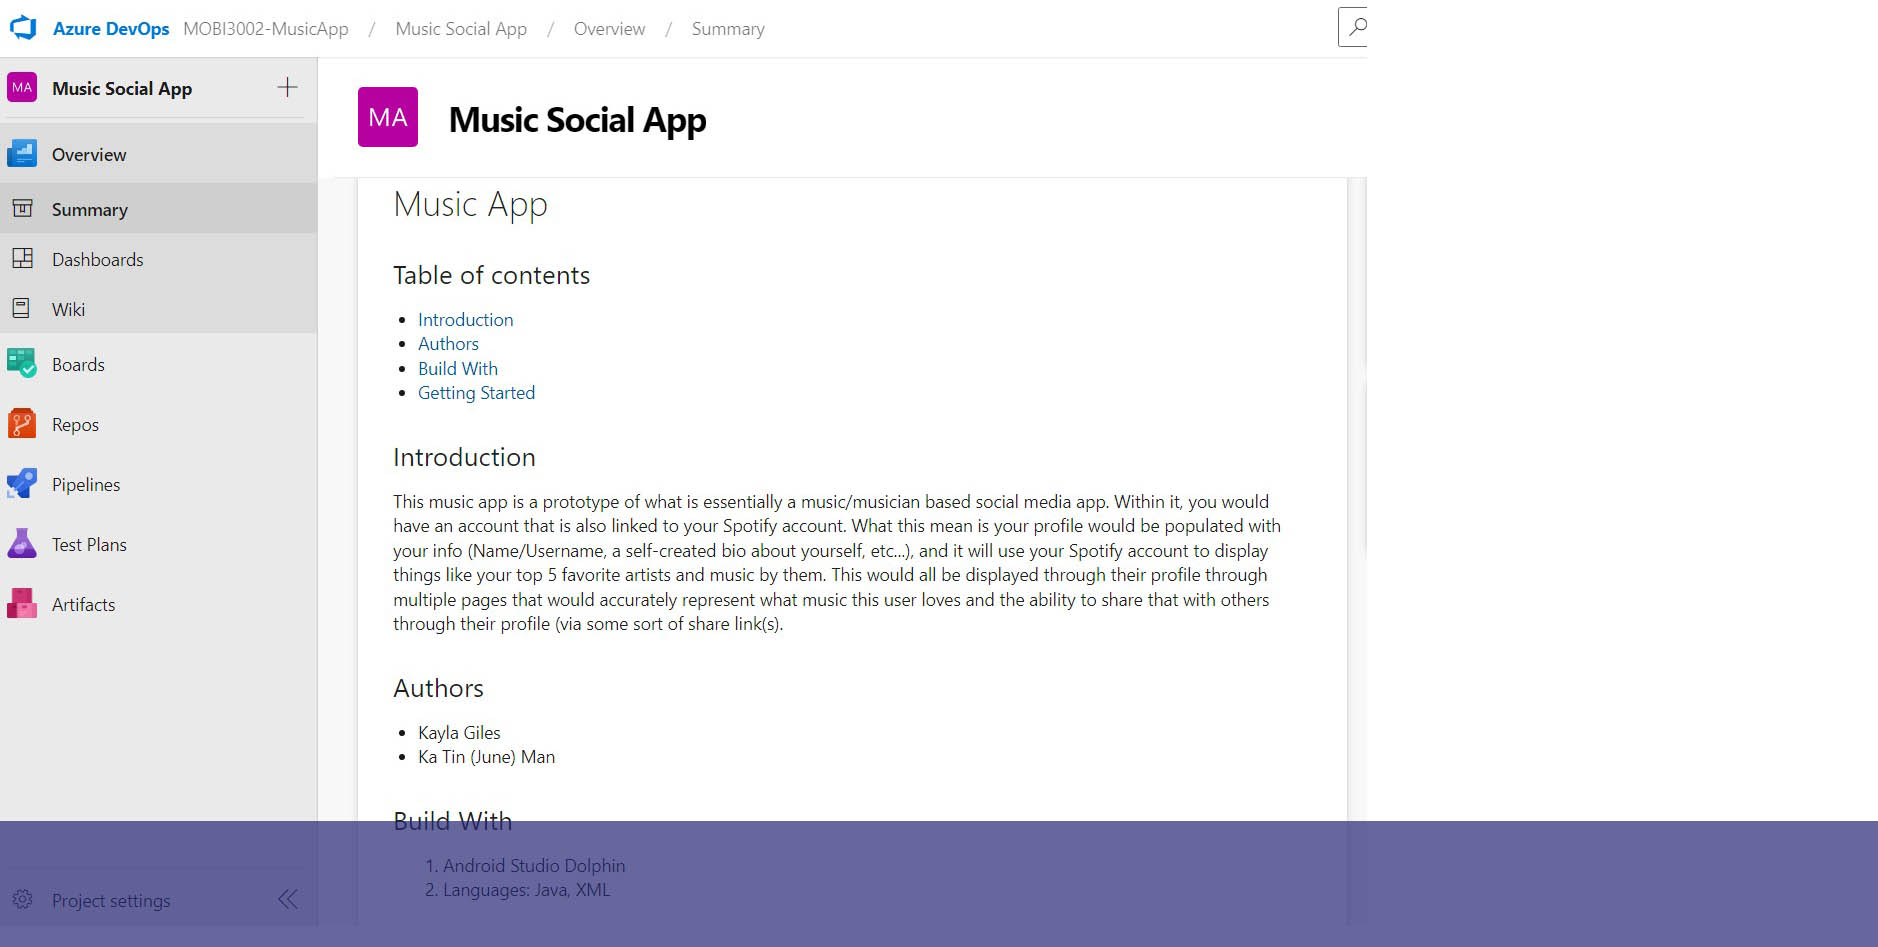 Azure DevOps MOBI3002-MusicApp / Music Social App / Overview / Summary
MA Music Social App
Overview
Summary
Dashboards
Wiki
Boards
Repos
Pipelines
Test Plans
Artifacts
Project settings
MA Music Social App
Music App
Table of contents
Introduction
Authors
Build With
Getting Started
Introduction
This music app is a prototype of what is essentially a music/musician based social media app. Within it, you would
have an account that is also linked to your Spotify account. What this mean is your profile would be populated with
your info (Name/Username, a self-created bio about yourself, etc...), and it will use your Spotify account to display
things like your top 5 favorite artists and music by them. This would all be displayed through their profile through
multiple pages that would accurately represent what music this user loves and the ability to share that with others
through their profile (via some sort of share link(s).
Authors
Kayla Giles
Ka Tin (June) Man
Build With
1. Android Studio Dolphin
2. Languages: Java, XML